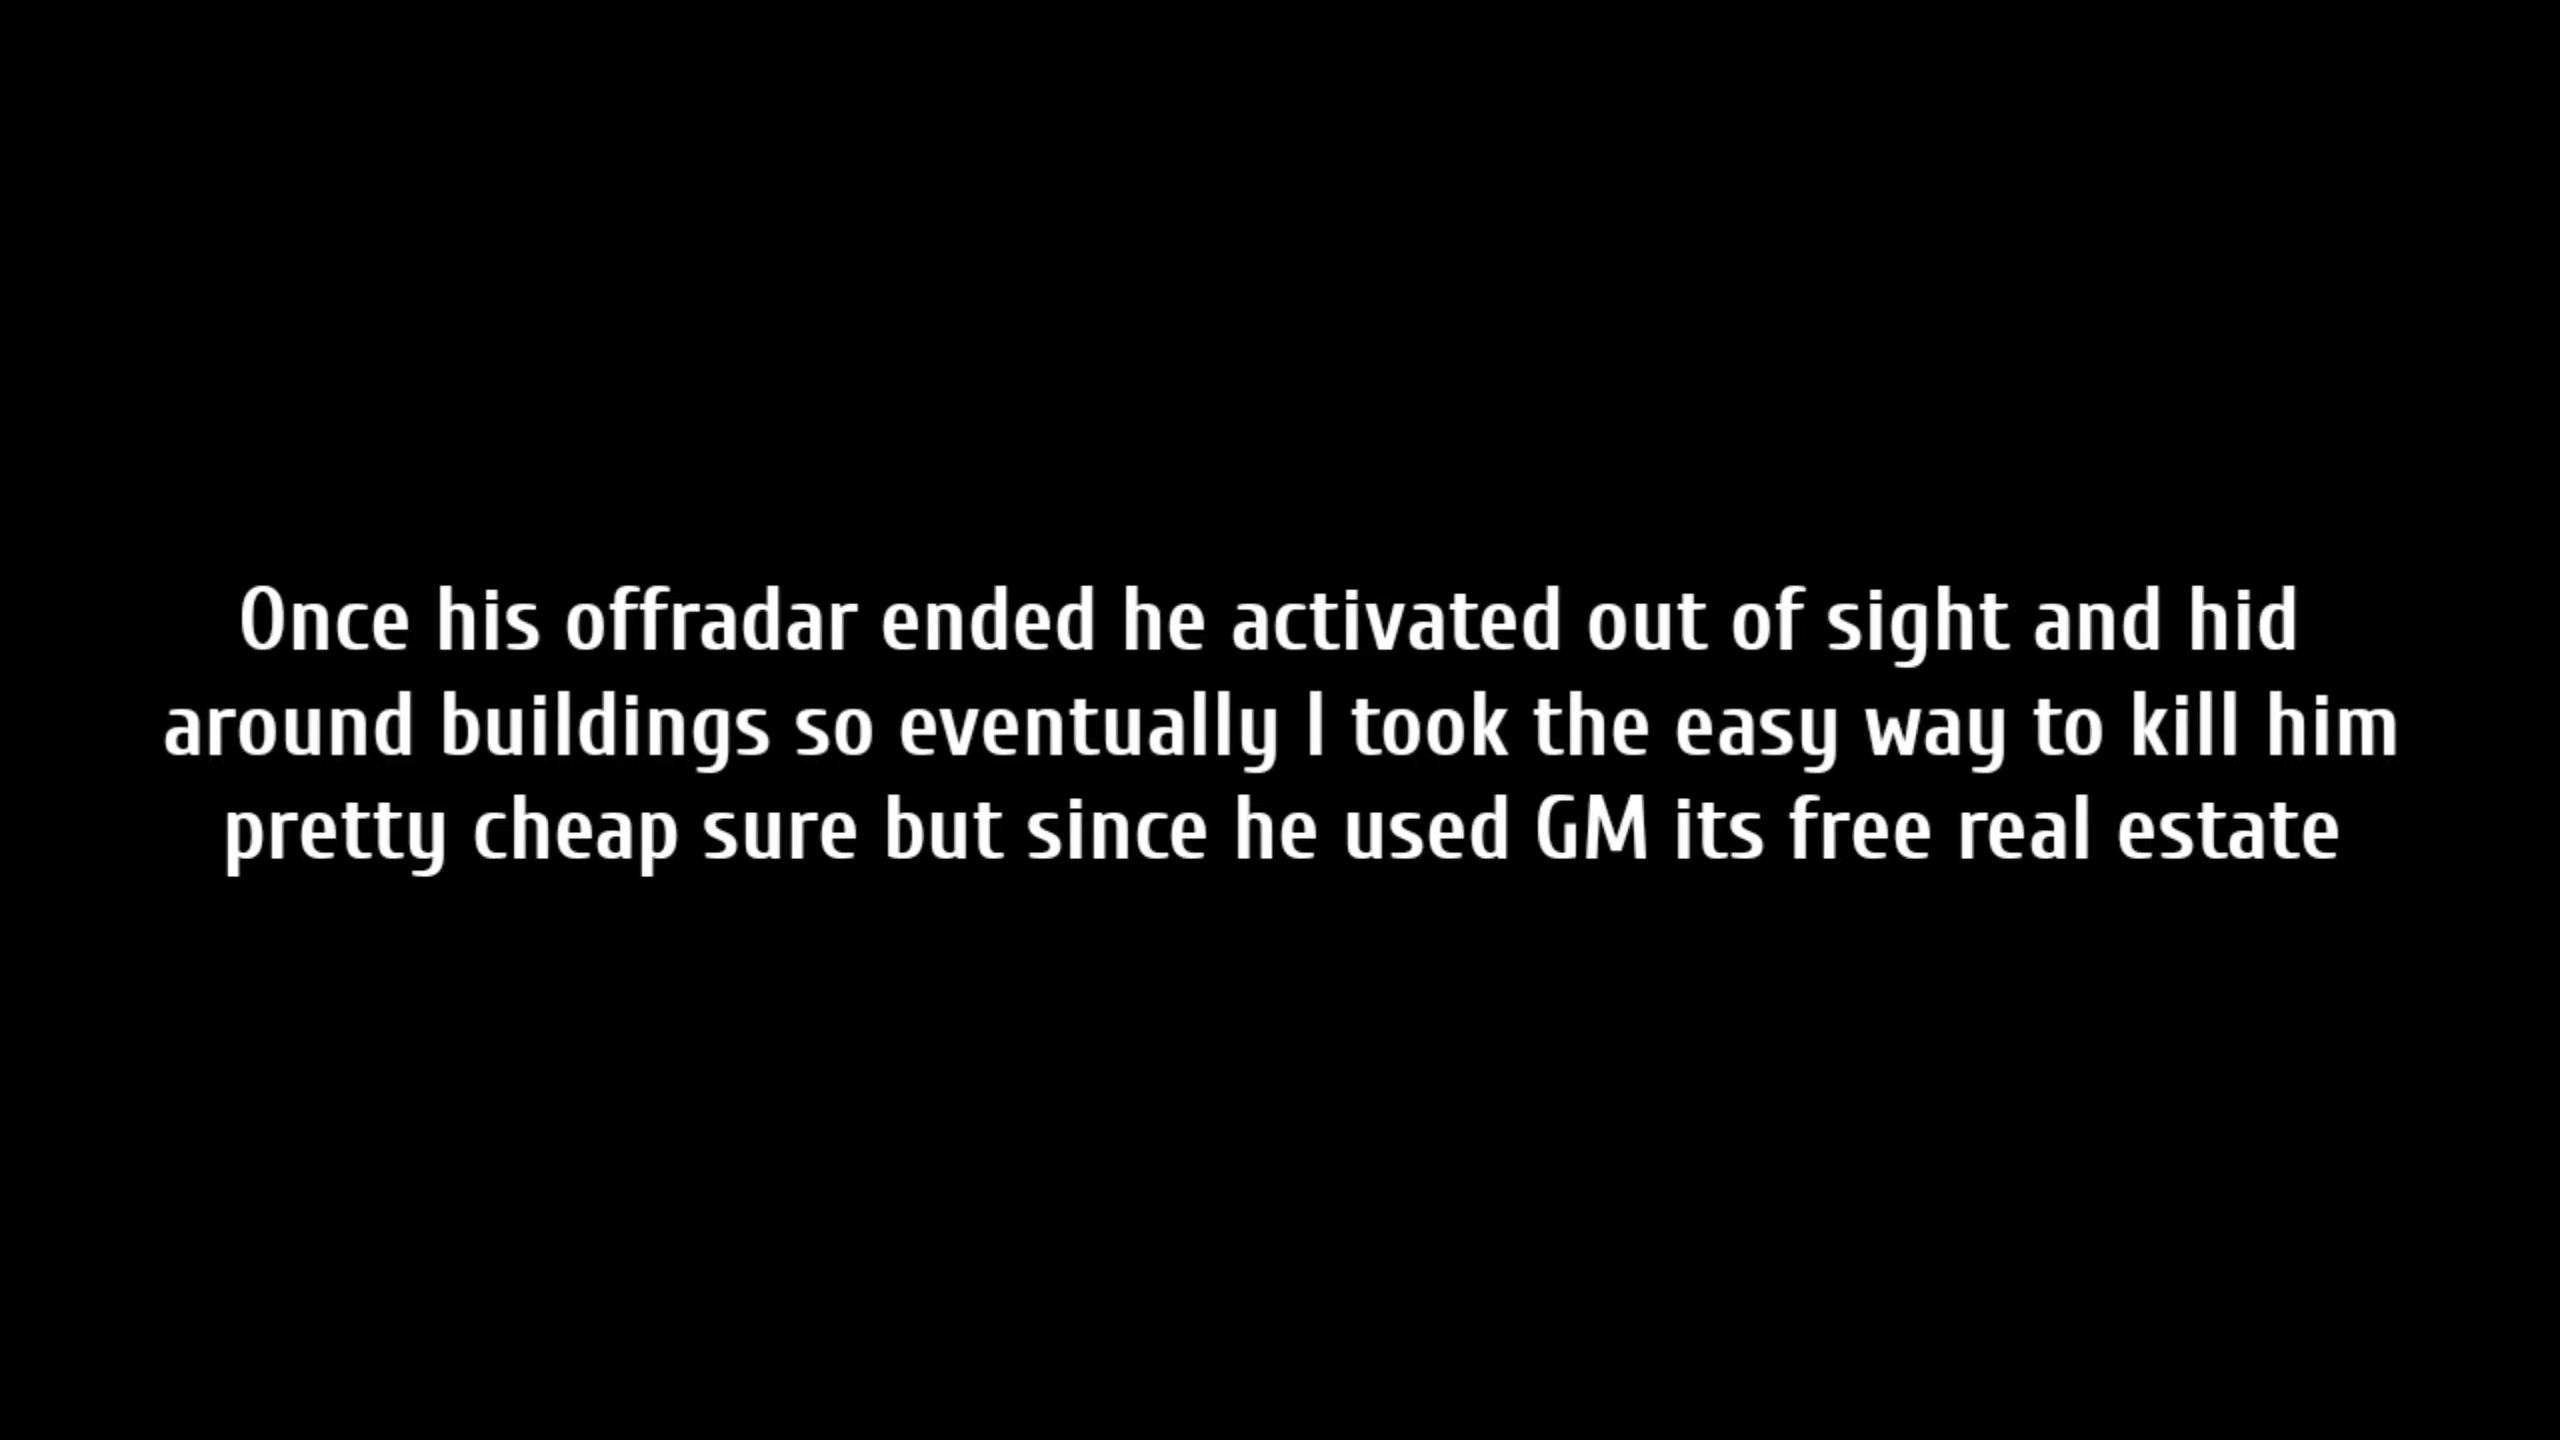 Once his offradar ended he activated out of sight and hid
around buildings so eventually I took the easy way to kill him
pretty cheap sure but since he used GM its free real estate